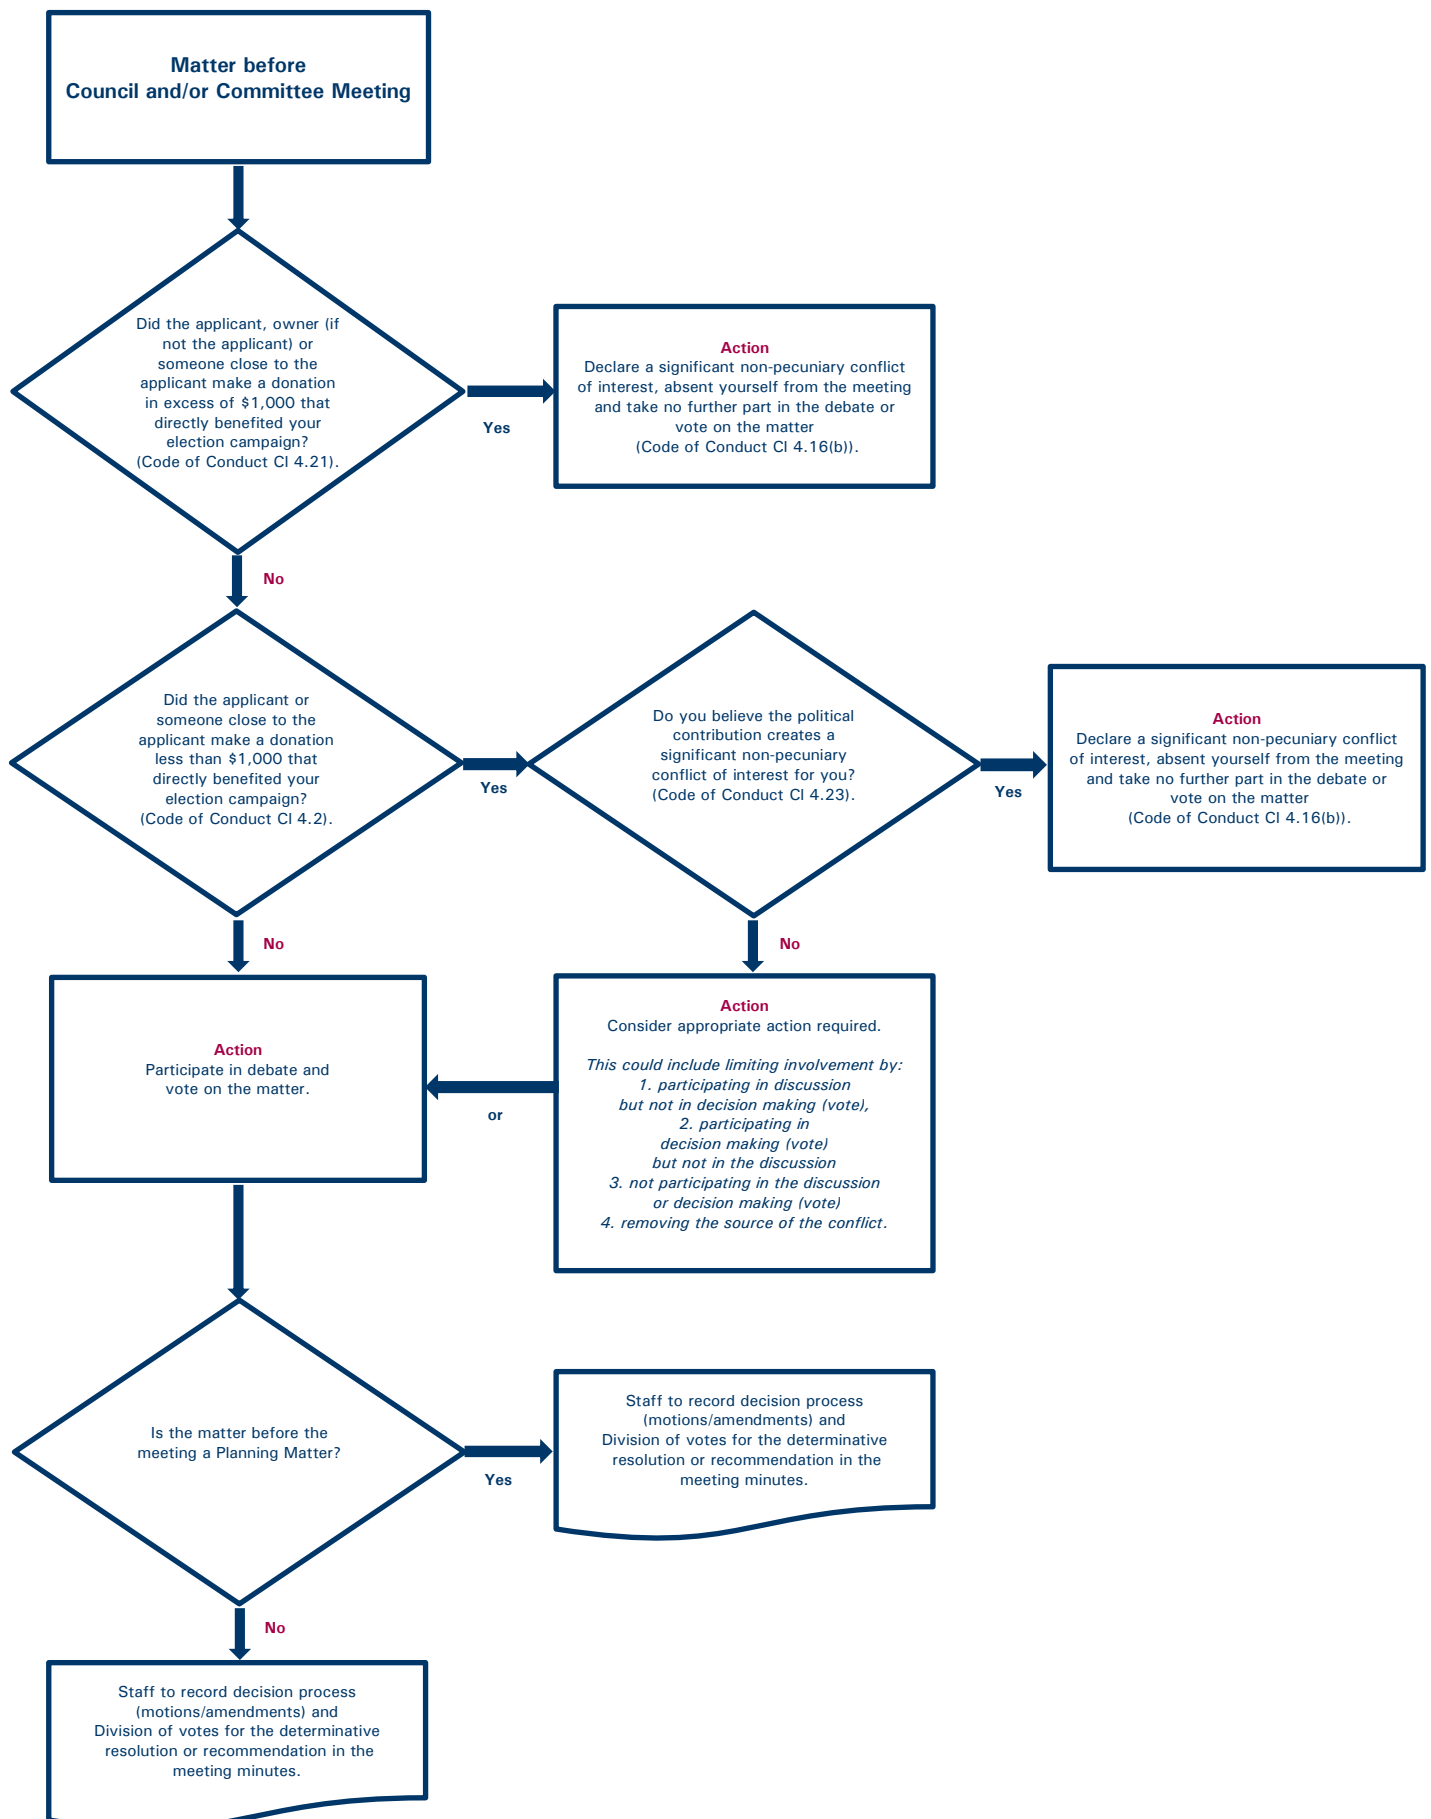 Matter before
Council and/or Committee Meeting
Did the applicant, owner (if
not the applicant) or
someone close to the
applicant make a donation
in excess of $1,000 that
directly benefited your
election campaign?
(Code of Conduct Cl 4.21).
Yes
Action
Declare a significant non-pecuniary conflict
of interest, absent yourself from the meeting
and take no further part in the debate or
vote on the matter
(Code of Conduct Cl 4.16(b)).
No
Did the applicant or
someone close to the
applicant make a donation
less than $1,000 that
directly benefited your
election campaign?
(Code of Conduct Cl 4.2).
Yes
Do you believe the political
contribution creates a
significant non-pecuniary
conflict of interest for you?
(Code of Conduct Cl 4.23).
Yes
Action
Declare a significant non-pecuniary conflict
of interest, absent yourself from the meeting
and take no further part in the debate or
vote on the matter
(Code of Conduct Cl 4.16(b)).
No
No
Action
Participate in debate and
vote on the matter.
or
Action
Consider appropriate action required.
This could include limiting involvement by:
1. participating in discussion
but not in decision making (vote),
2. participating in
decision making (vote)
but not in the discussion
3. not participating in the discussion
or decision making (vote)
4. removing the source of the conflict.
Is the matter before the
meeting a Planning Matter?
Yes
Staff to record decision process
(motions/amendments) and
Division of votes for the determinative
resolution or recommendation in the
meeting minutes.
No
Staff to record decision process
(motions/amendments) and
Division of votes for the determinative
resolution or recommendation in the
meeting minutes.